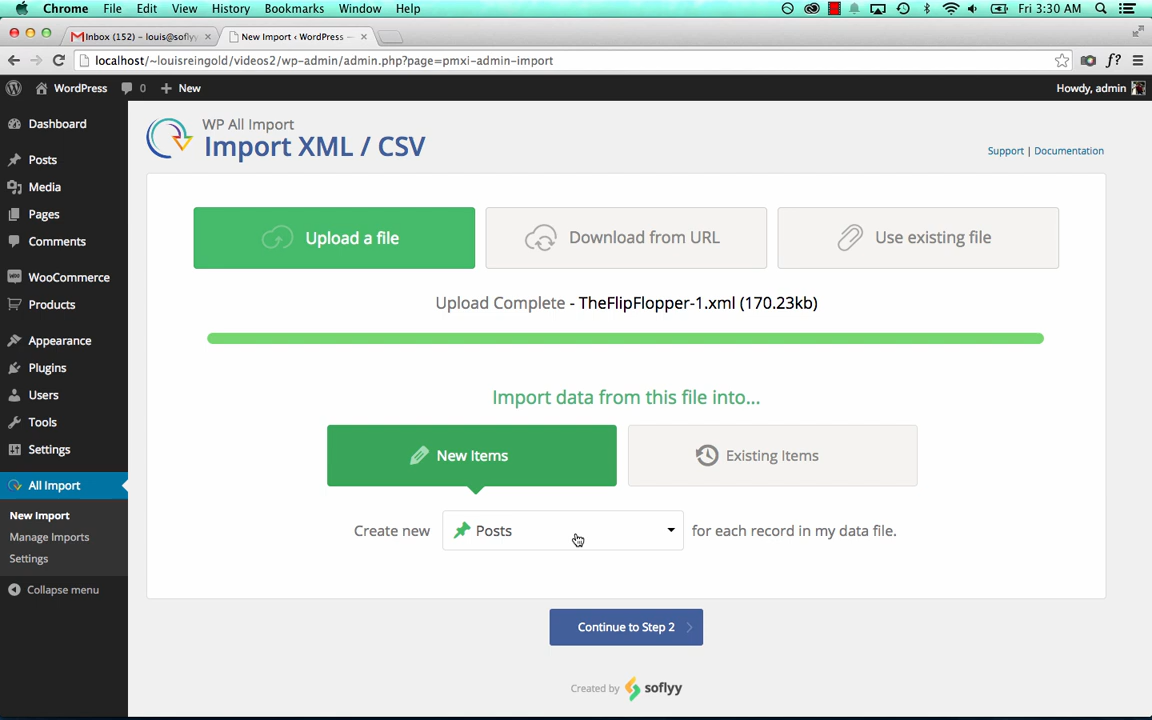 Chrome File Edit View History Bookmarks Window Help Fri 3:30 AM
Inbox (152) – louis@soflyy × New Import ‹ WordPress — ×
localhost/~louisreingold/videos2/wp-admin/admin.php?page=pmxi-admin-import f?
WordPress 0 New Howdy, admin
Dashboard
Posts
Media
Pages
Comments
WooCommerce
Products
Appearance
Plugins
Users
Tools
Settings
All Import
New Import
Manage Imports
Settings
Collapse menu
WP All Import
Import XML / CSV
Support | Documentation
Upload a file
Download from URL
Use existing file
Upload Complete - TheFlipFlopper-1.xml (170.23kb)
Import data from this file into...
New Items
Existing Items
Create new Posts for each record in my data file.
Continue to Step 2
Created by soflyy